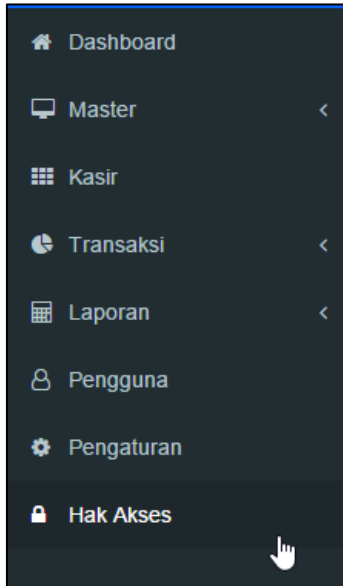 Dashboard
Master
Kasir
Transaksi
Laporan
Pengguna
Pengaturan
Hak Akses